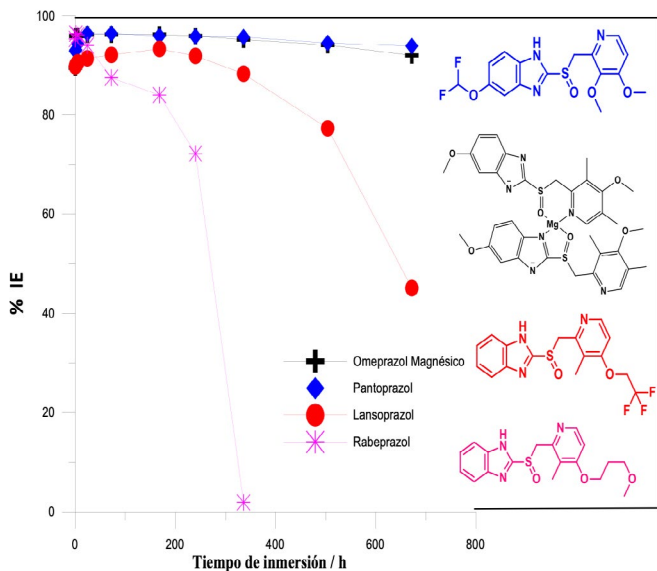 100
80
60
40
20
0
% IE
0
200
400
600
800
Tiempo de inmersión / h
Omeprazol Magnésico
Pantoprazol
Lansoprazol
Rabeprazol
H
N
N
S
O
N
O
O
F
F
O
O
N
N
S
O
N
O
Mg
O
N
N
S
O
O
N
H
N
N
S
O
N
O
F
F
F
H
N
N
S
O
N
O
O